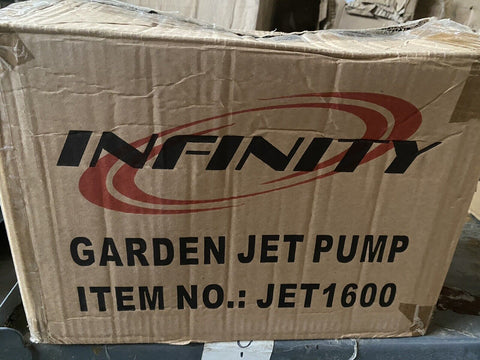 INFINITY
GARDEN JET PUMP
ITEM NO.: JET1600